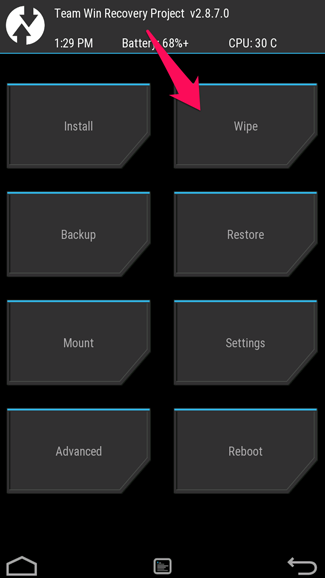 Team Win Recovery Project v2.8.7.0
1:29 PM Battery: 68%+ CPU: 30 C
Install Wipe
Backup Restore
Mount Settings
Advanced Reboot